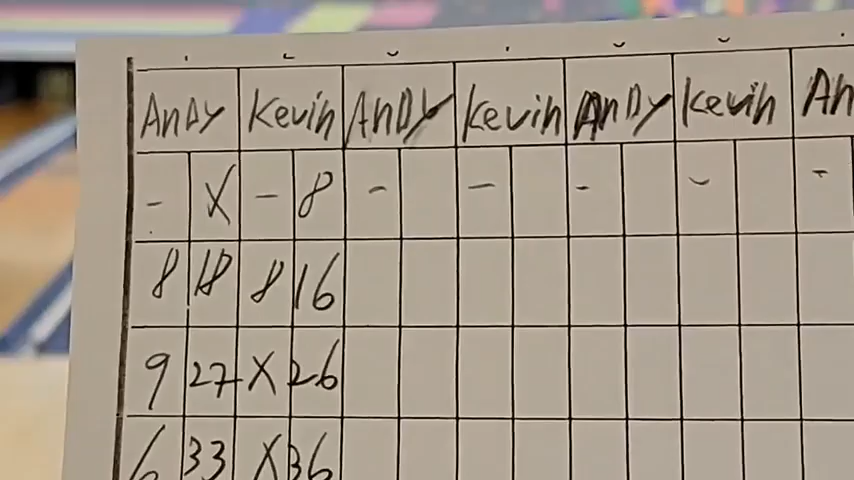 AnDy Kevin AnDy Kevin AnDy Kevin An
- X - 8 - - - - -
8 18 8 16
9 27 X 26
6 33 X 36